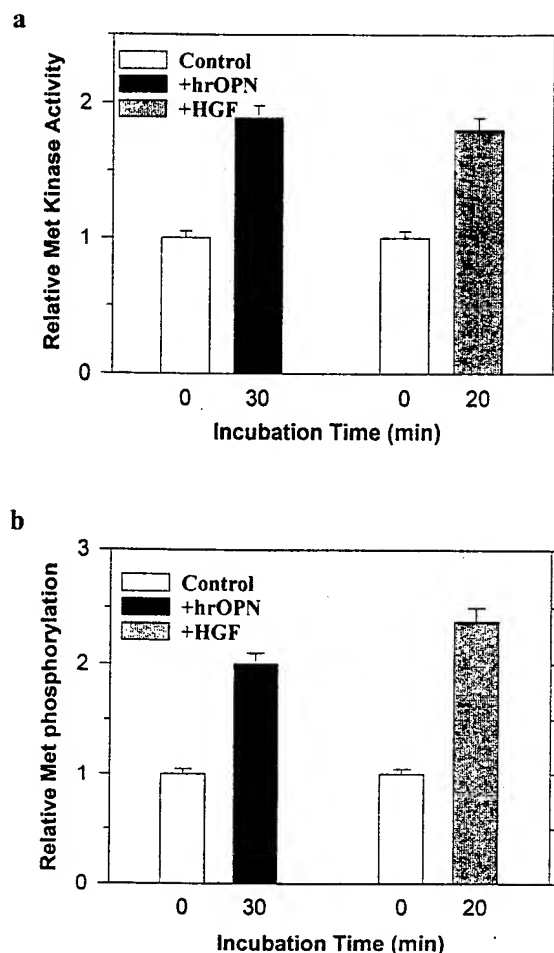 a
Relative Met Kinase Activity
2
1
0
Control
+hrOPN
+HGF
0 30 0 20
Incubation Time (min)
b
Relative Met phosphorylation
3
2
1
0
Control
+hrOPN
+HGF
0 30 0 20
Incubation Time (min)